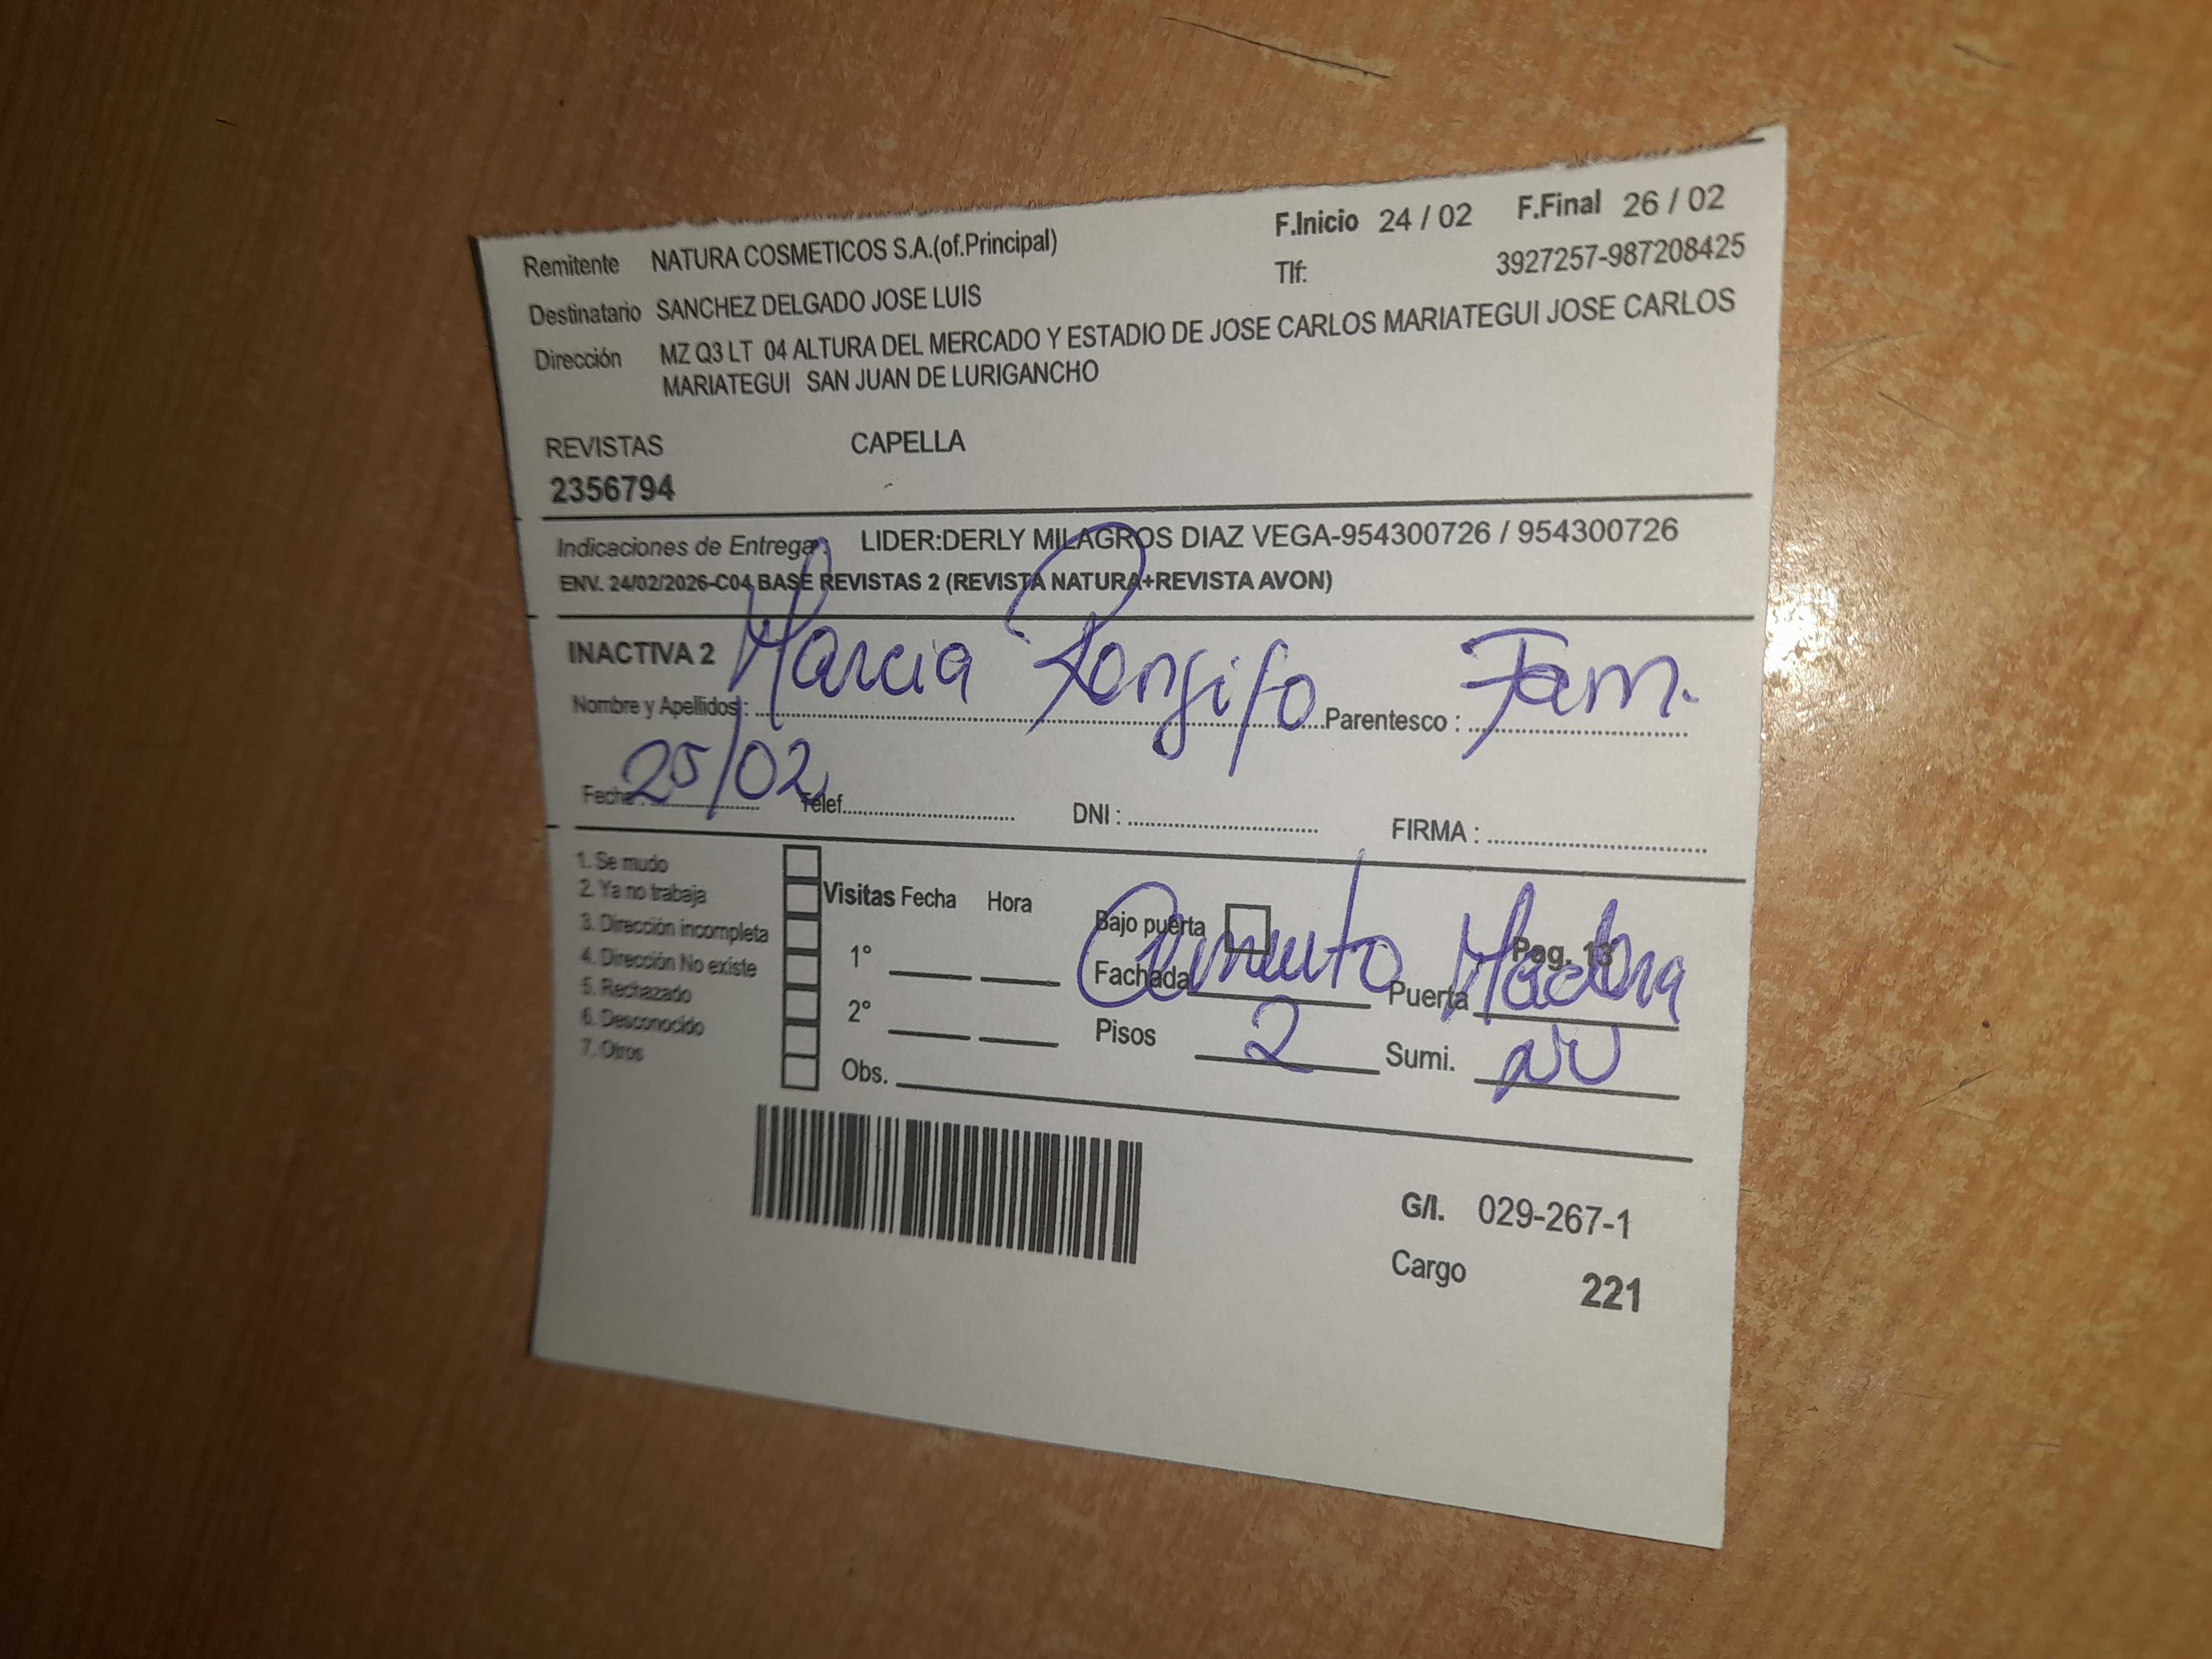 Remitente NATURA COSMETICOS S.A.(of.Principal) F.Inicio 24 / 02 F.Final 26 / 02
Tlf: 3927257-987208425
Destinatario SANCHEZ DELGADO JOSE LUIS
Dirección MZ Q3 LT 04 ALTURA DEL MERCADO Y ESTADIO DE JOSE CARLOS MARIATEGUI JOSE CARLOS
MARIATEGUI SAN JUAN DE LURIGANCHO
REVISTAS CAPELLA
2356794
Indicaciones de Entrega : LIDER:DERLY MILAGROS DIAZ VEGA-954300726 / 954300726
ENV. 24/02/2026-C04 BASE REVISTAS 2 (REVISTA NATURA+REVISTA AVON)
INACTIVA 2
Nombre y Apellidos : Marcia Rengifo Parentesco : Fam.
Fecha : 25/02 Telef. DNI : FIRMA :
1. Se mudo
2. Ya no trabaja
3. Dirección incompleta
4. Dirección No existe
5. Rechazado
6. Desconocido
7. Otros
Visitas Fecha Hora
1°
2°
Obs.
Bajo puerta Pag. 13
Fachada Cemento Puerta Madera
Pisos 2 Sumi.
G/I. 029-267-1
Cargo 221